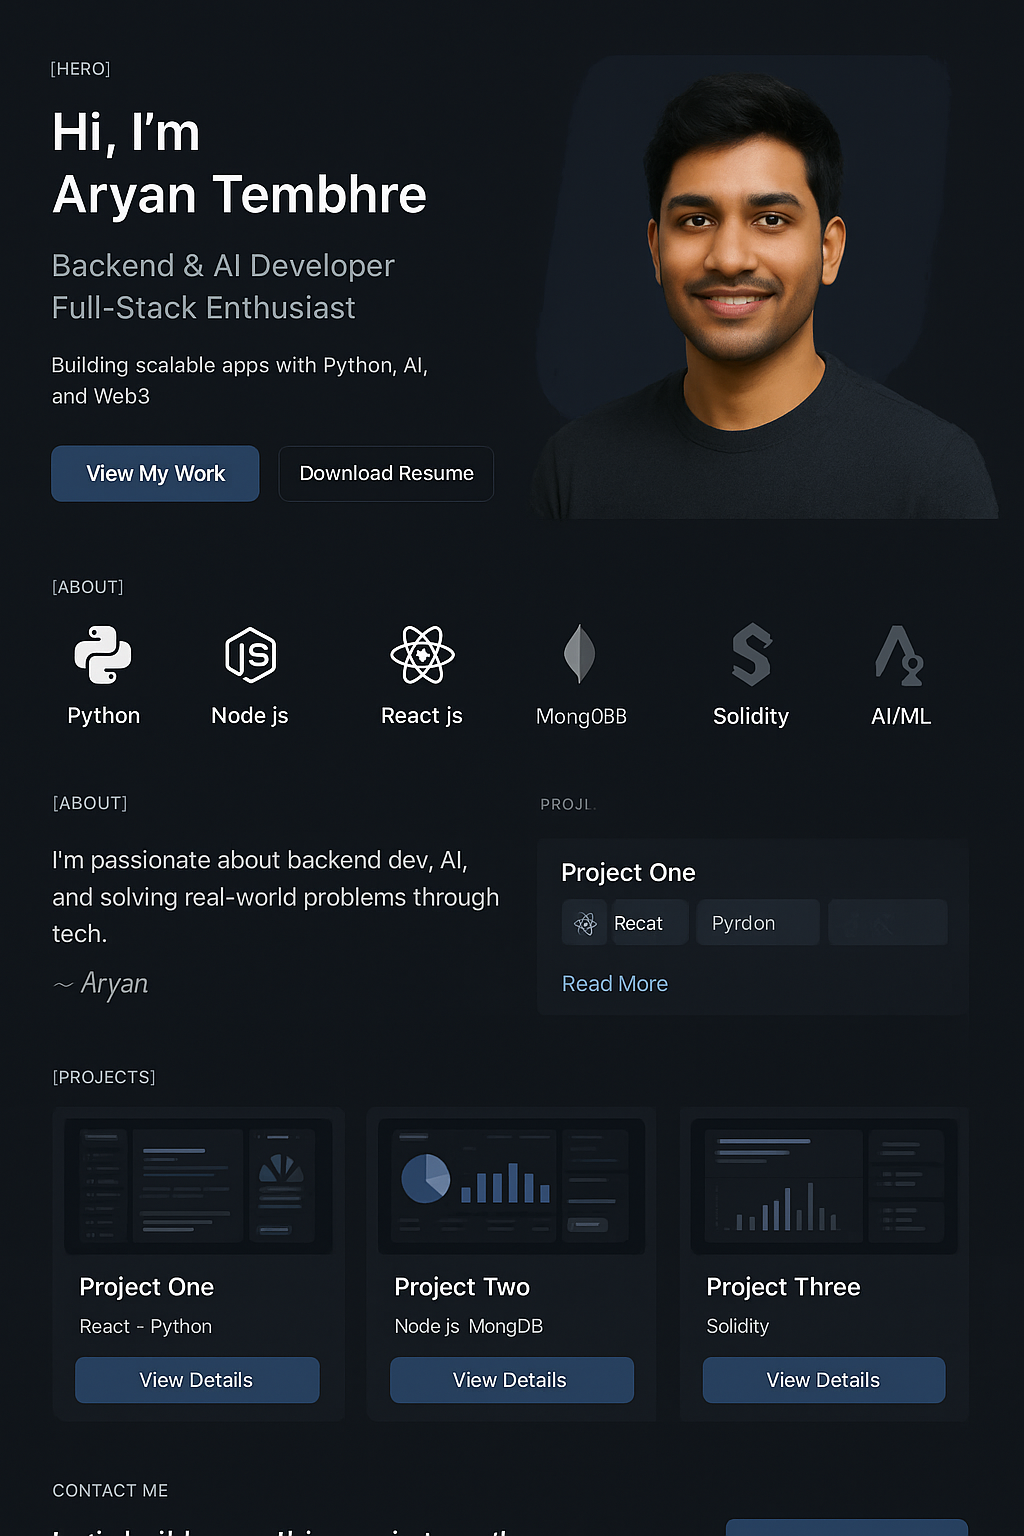 [HERO]
Hi, I'm
Aryan Tembhre
Backend & AI Developer
Full-Stack Enthusiast
Building scalable apps with Python, AI,
and Web3
View My Work
Download Resume
[ABOUT]
JS
Python
Node js
React js
Mong0BB
Solidity
AI/ML
[ABOUT]
I'm passionate about backend dev, AI,
and solving real-world problems through
tech.
~ Aryan
PROJL.
Project One
Recat
Pyrdon
Read More
[PROJECTS]
Project One
React - Python
View Details
Project Two
Node js MongDB
View Details
Project Three
Solidity
View Details
CONTACT ME